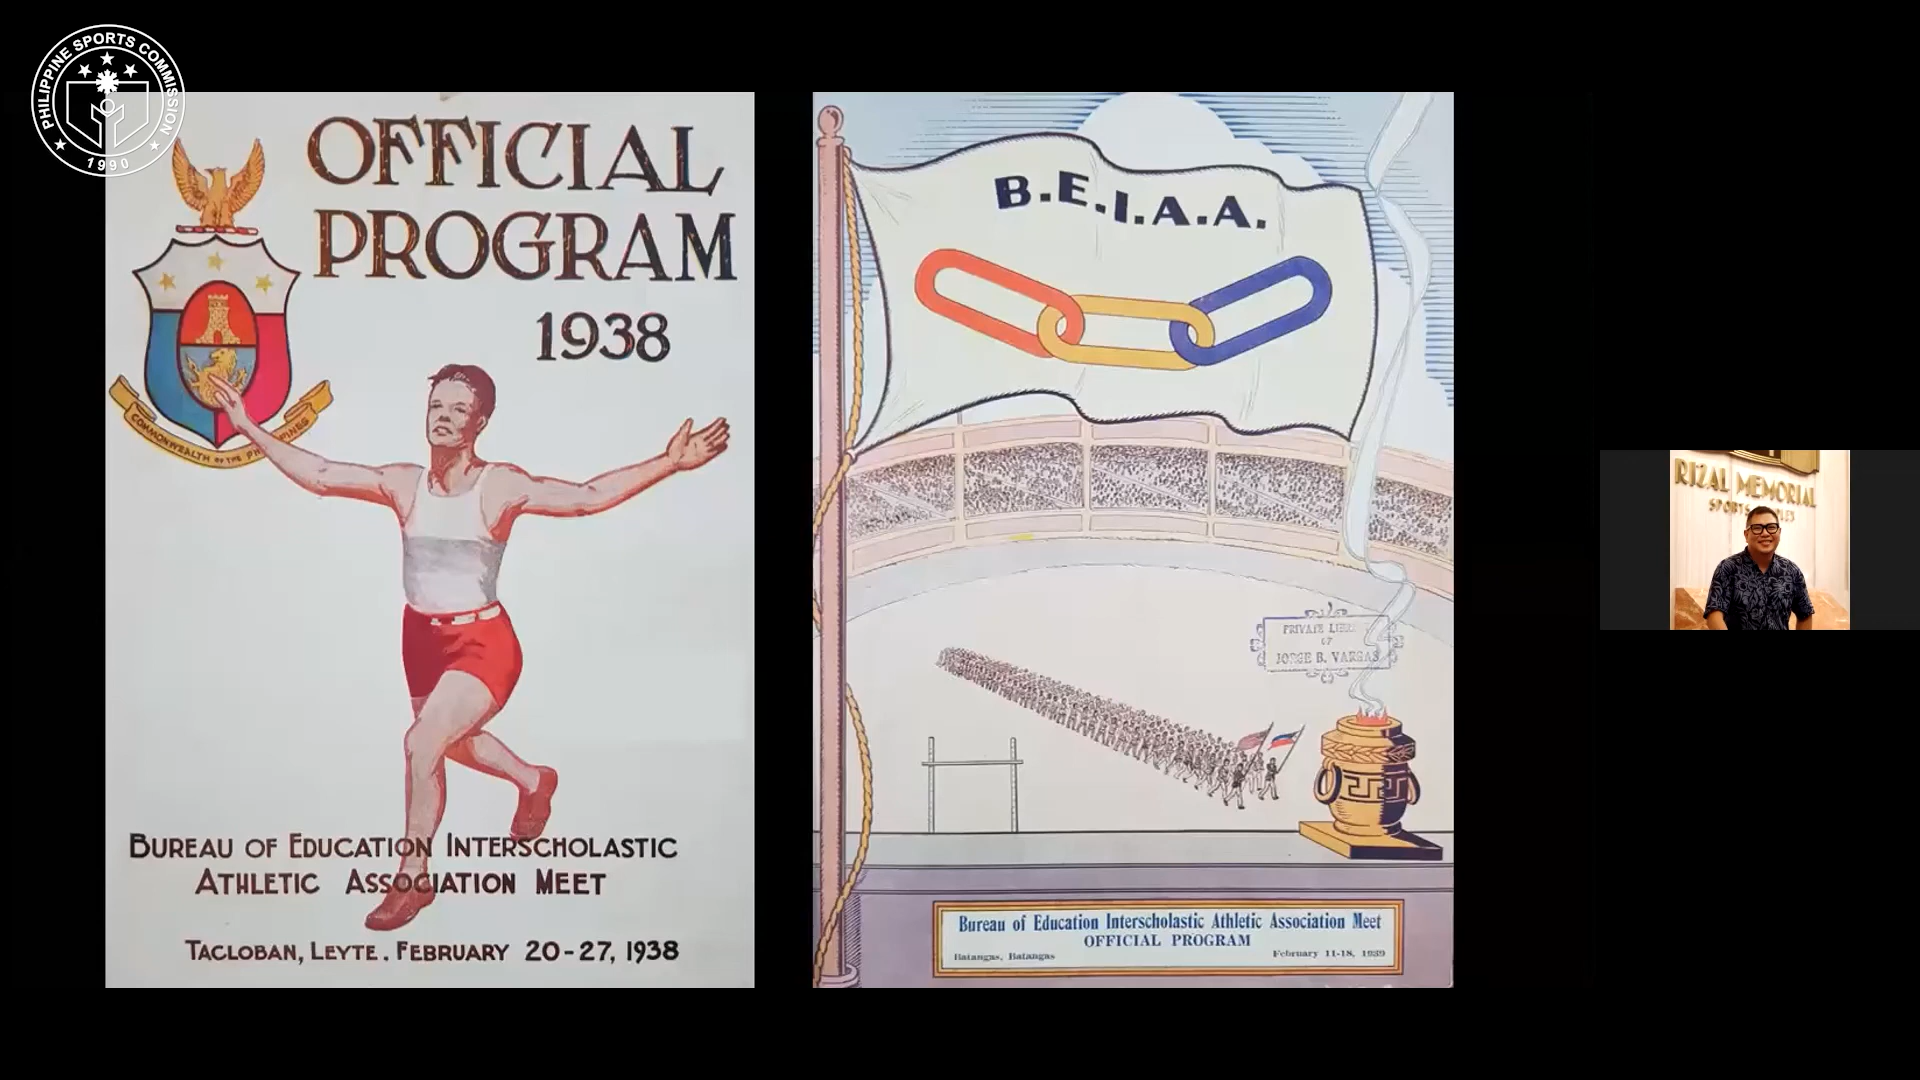 PHILIPPINE SPORTS COMMISSION
1990
OFFICIAL
PROGRAM
1938
COMMONWEALTH OF THE PH PINES
BUREAU OF EDUCATION INTERSCHOLASTIC
ATHLETIC ASSOCIATION MEET
TACLOBAN, LEYTE. FEBRUARY 20-27, 1938
B.E.I.A.A.
PRIVATE
OF
JORGE B. VARGAS
Bureau of Education Interscholastic Athletic Association Meet
OFFICIAL PROGRAM
Batangas, Batangas February 11-18, 1939
RIZAL MEMORIAL